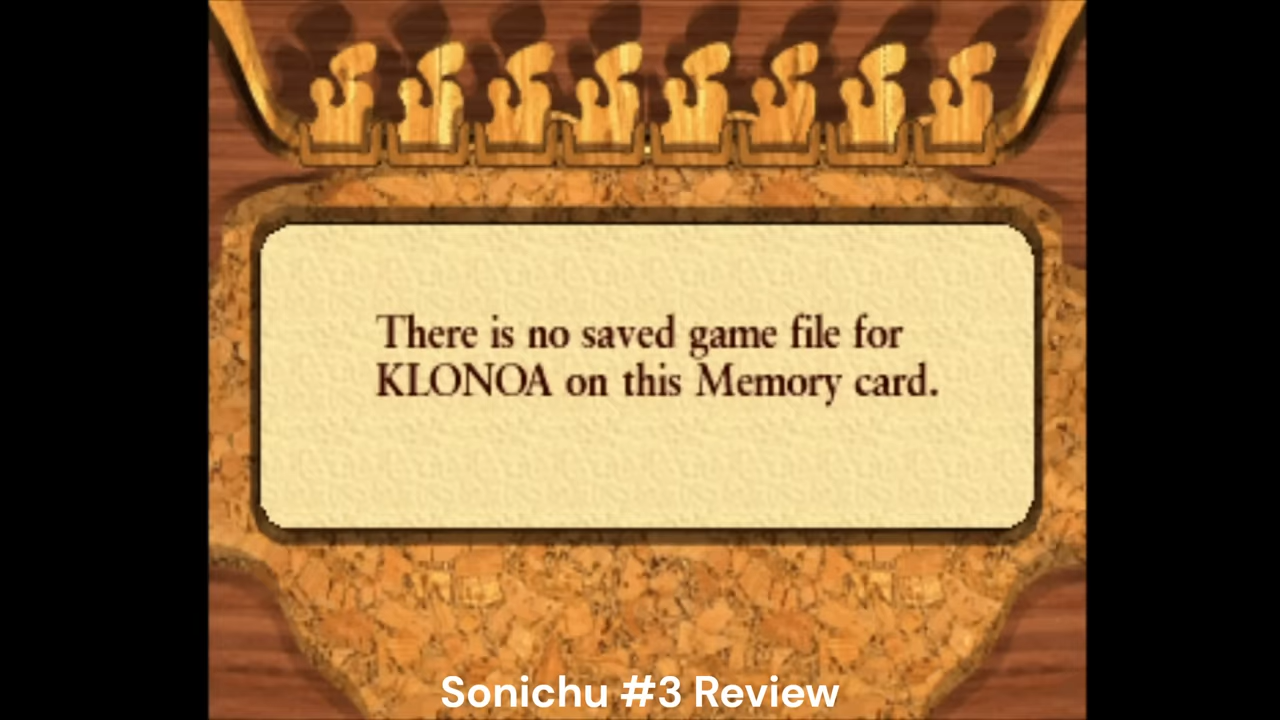 There is no saved game file for
KLONOA on this Memory card.
Sonichu #3 Review